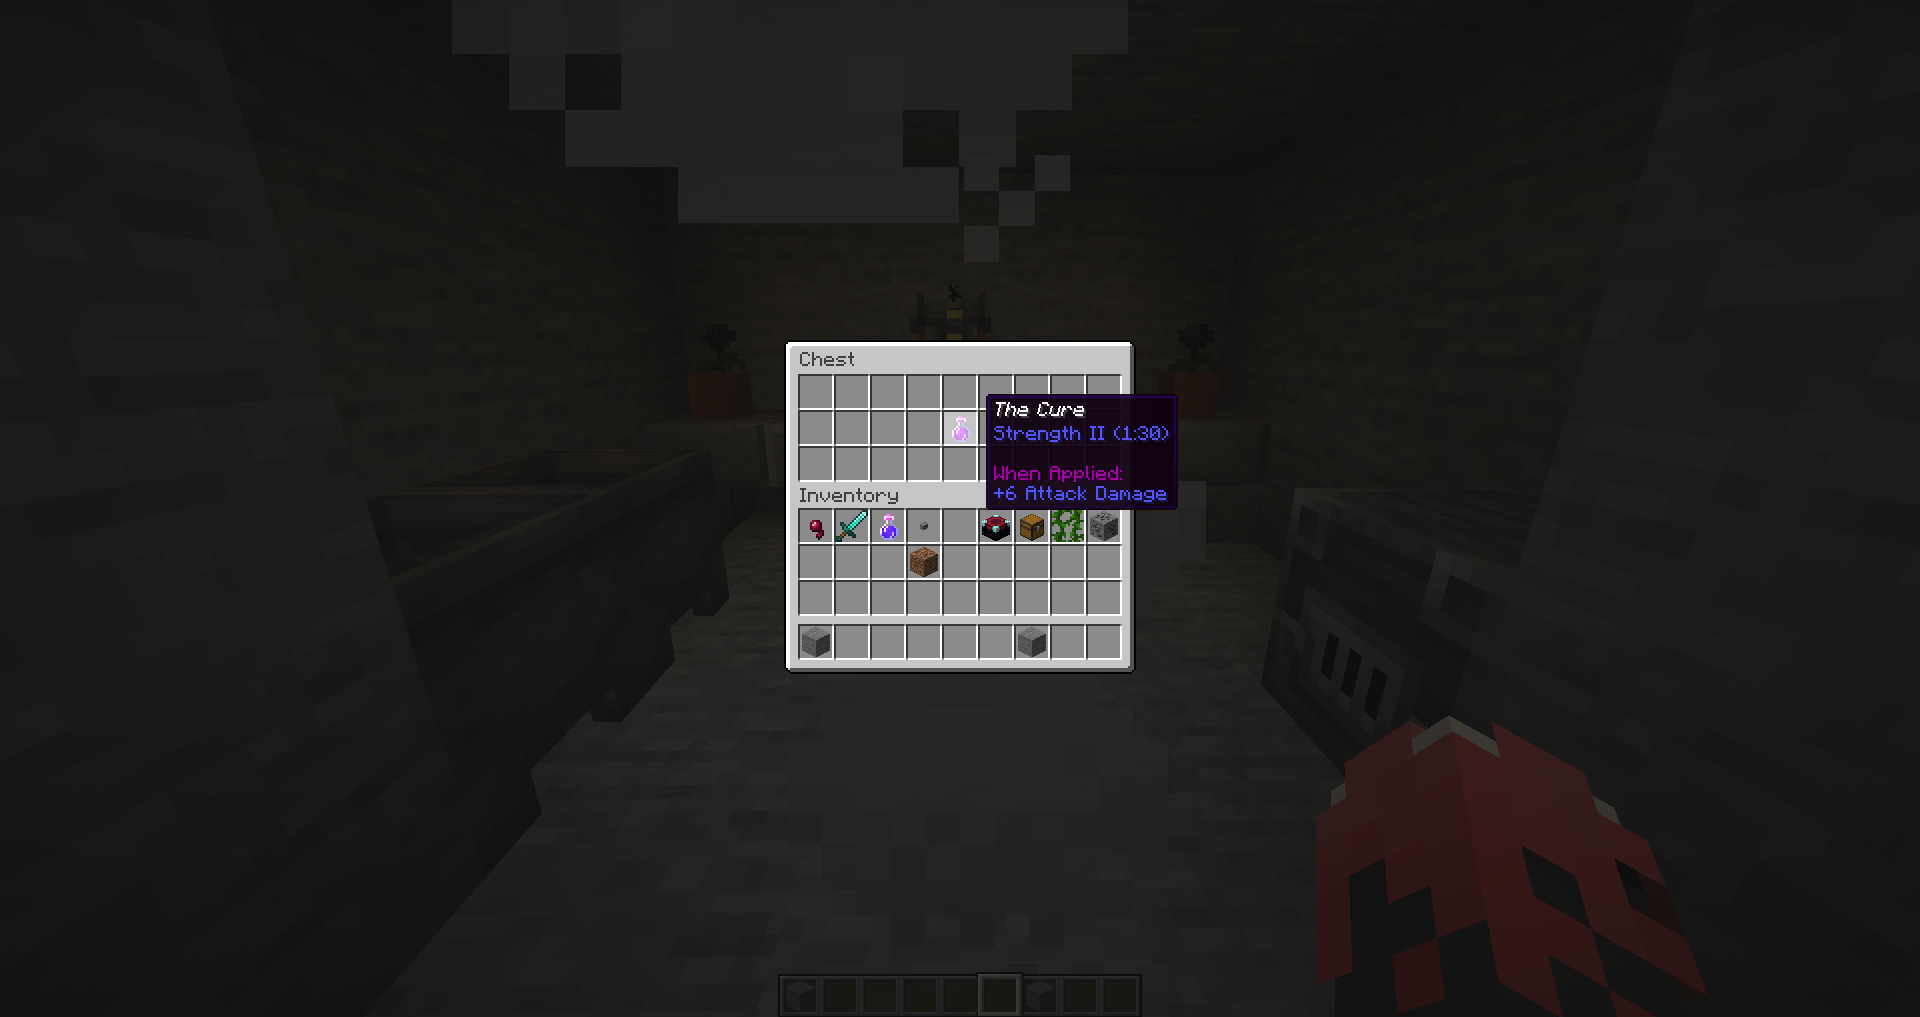 Chest
The Cure
Strength II (1:30)
When Applied:
+6 Attack Damage
Inventory